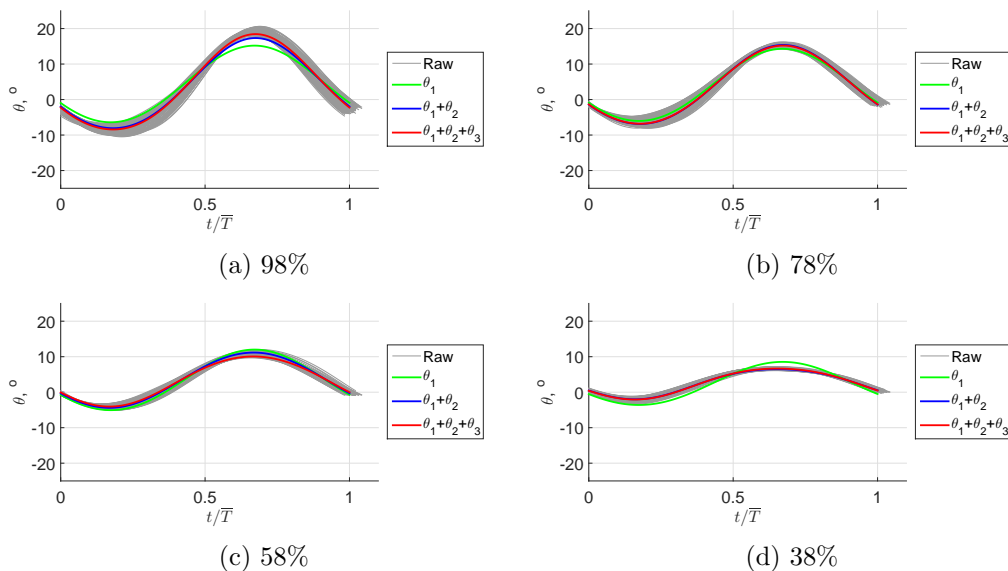 20
10
0
-10
-20
θ, °
0
0.5
1
t/T̅
Raw
θ₁
θ₁+θ₂
θ₁+θ₂+θ₃
(a) 98%
20
10
0
-10
-20
θ, °
0
0.5
1
t/T̅
Raw
θ₁
θ₁+θ₂
θ₁+θ₂+θ₃
(b) 78%
20
10
0
-10
-20
θ, °
0
0.5
1
t/T̅
Raw
θ₁
θ₁+θ₂
θ₁+θ₂+θ₃
(c) 58%
20
10
0
-10
-20
θ, °
0
0.5
1
t/T̅
Raw
θ₁
θ₁+θ₂
θ₁+θ₂+θ₃
(d) 38%